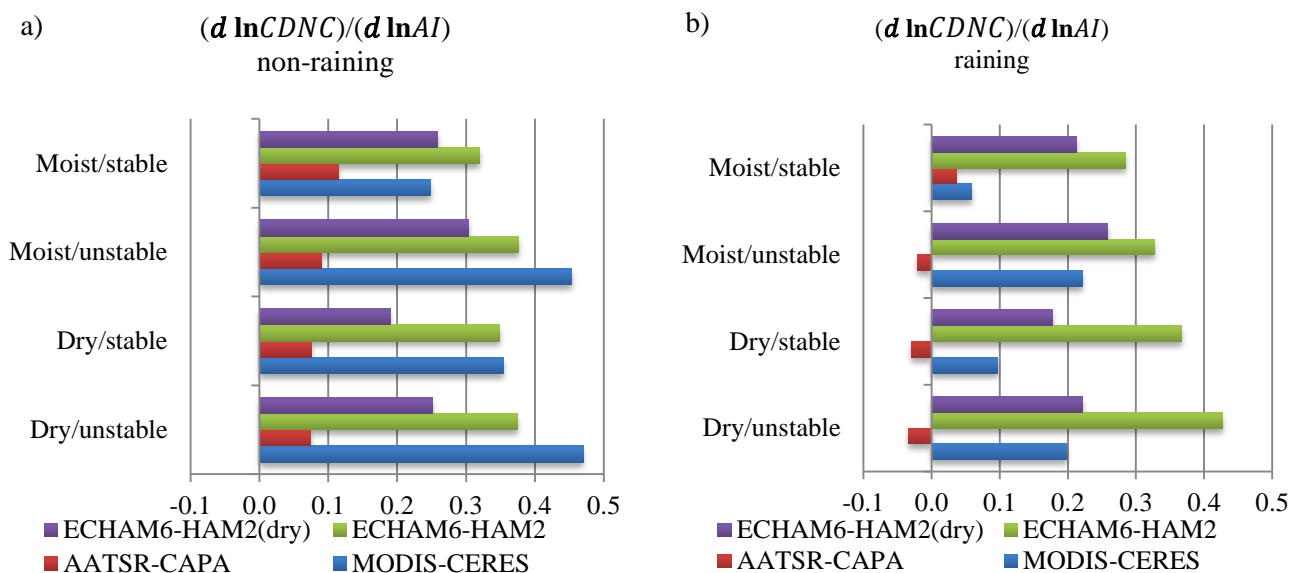 a)
(d lnCDNC)/(d lnAI)
non-raining
Moist/stable
Moist/unstable
Dry/stable
Dry/unstable
-0.1 0.0 0.1 0.2 0.3 0.4 0.5
ECHAM6-HAM2(dry) ECHAM6-HAM2
AATSR-CAPA MODIS-CERES
b)
(d lnCDNC)/(d lnAI)
raining
Moist/stable
Moist/unstable
Dry/stable
Dry/unstable
-0.1 0.0 0.1 0.2 0.3 0.4 0.5
ECHAM6-HAM2(dry) ECHAM6-HAM2
AATSR-CAPA MODIS-CERES